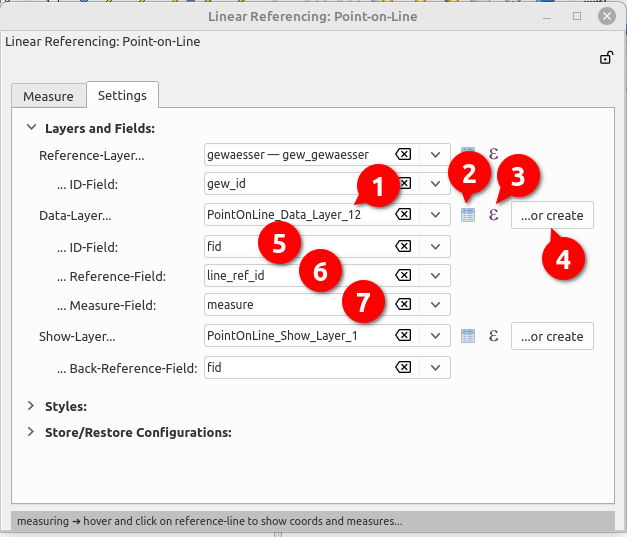 Linear Referencing: Point-on-Line
Linear Referencing: Point-on-Line
Measure Settings
Layers and Fields:
Reference-Layer... gewaesser — gew_gewaesser ε
... ID-Field: gew_id
1 2 3
Data-Layer... PointOnLine_Data_Layer_12 ε ...or create
... ID-Field: fid
5 4
... Reference-Field: line_ref_id
6
... Measure-Field: measure
7
Show-Layer... PointOnLine_Show_Layer_1 ε ...or create
... Back-Reference-Field: fid
Styles:
Store/Restore Configurations:
measuring ➜ hover and click on reference-line to show coords and measures...